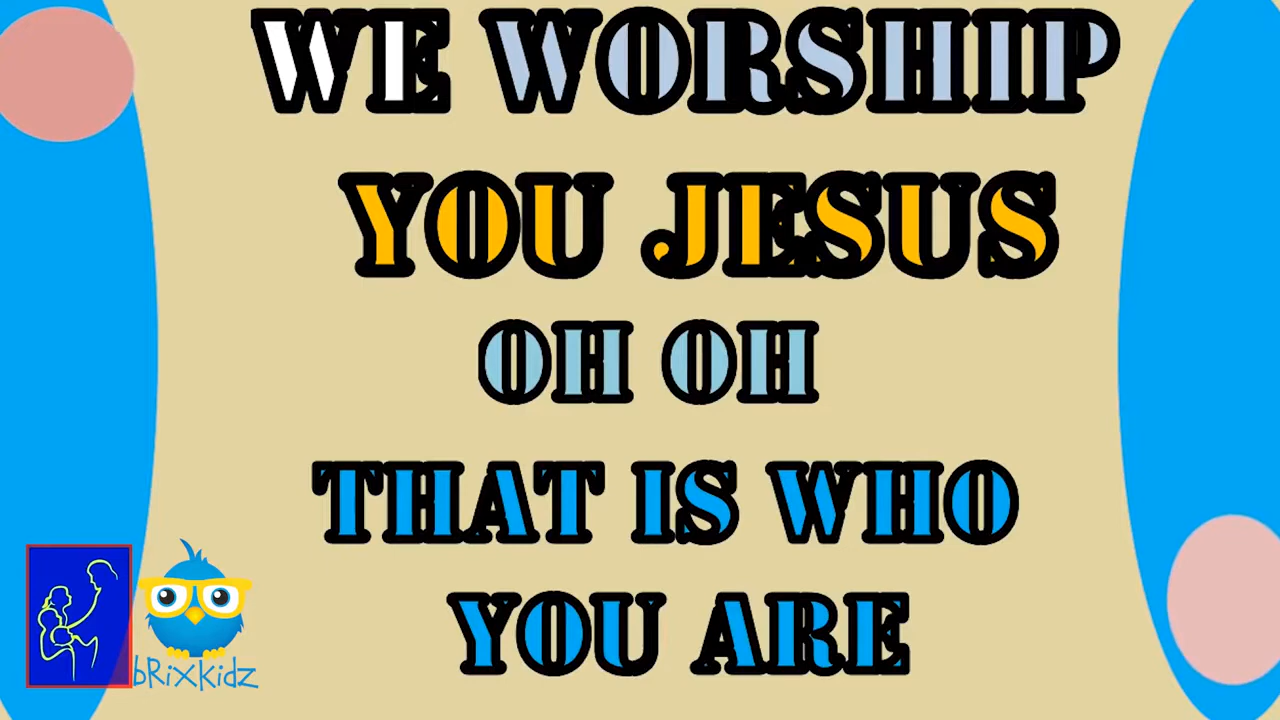 WE WORSHIP
YOU JESUS
OH OH
THAT IS WHO
YOU ARE
bRixKidz